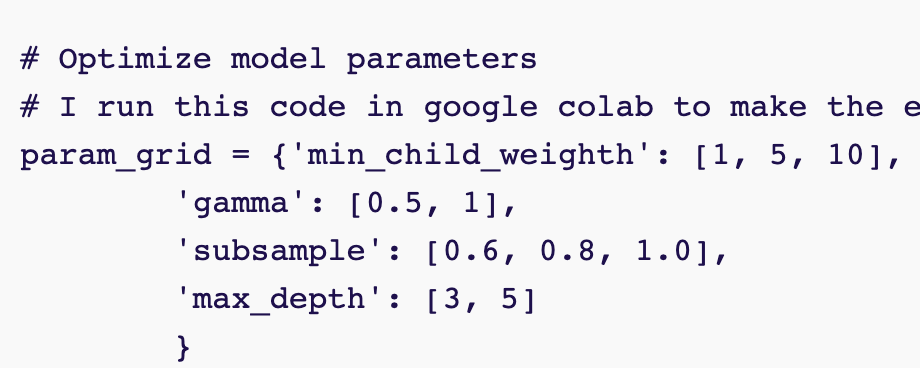 # Optimize model parameters
# I run this code in google colab to make the
param_grid = {'min_child_weighth': [1, 5, 10],
'gamma': [0.5, 1],
'subsample': [0.6, 0.8, 1.0],
'max_depth': [3, 5]
}